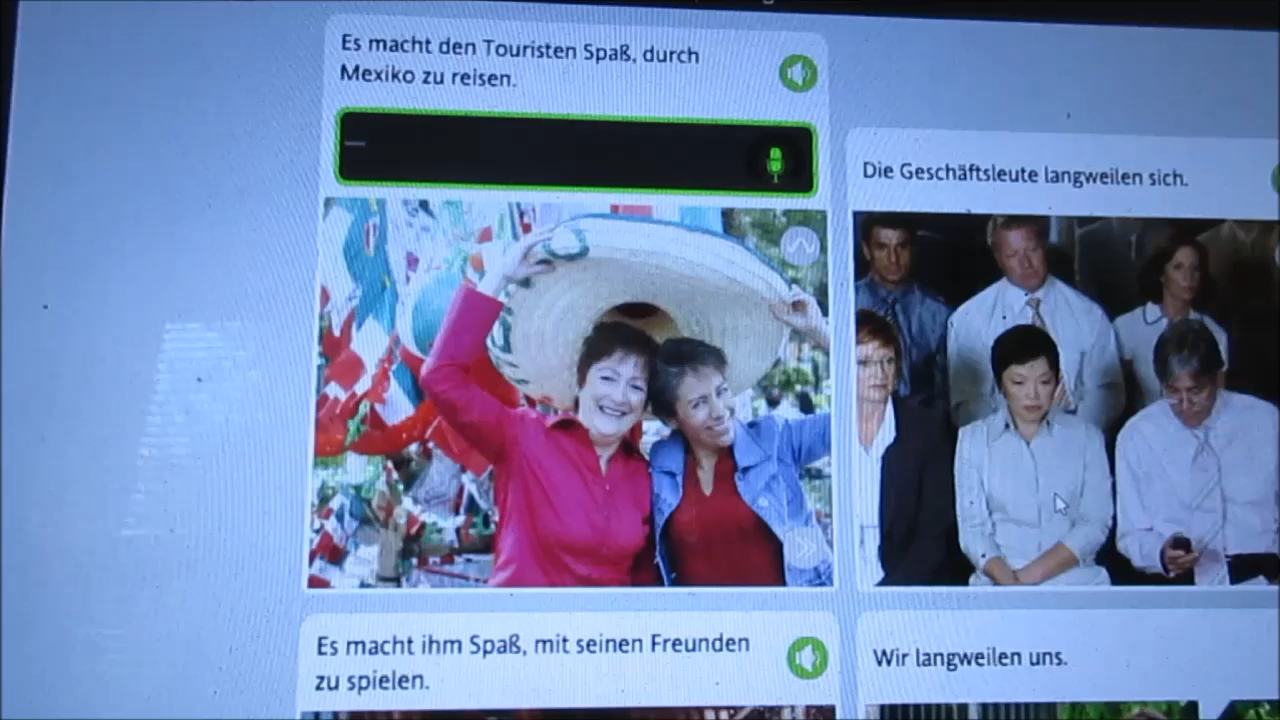 Es macht den Touristen Spaß, durch
Mexiko zu reisen.
Die Geschäftsleute langweilen sich.
Es macht ihm Spaß, mit seinen Freunden
zu spielen.
Wir langweilen uns.